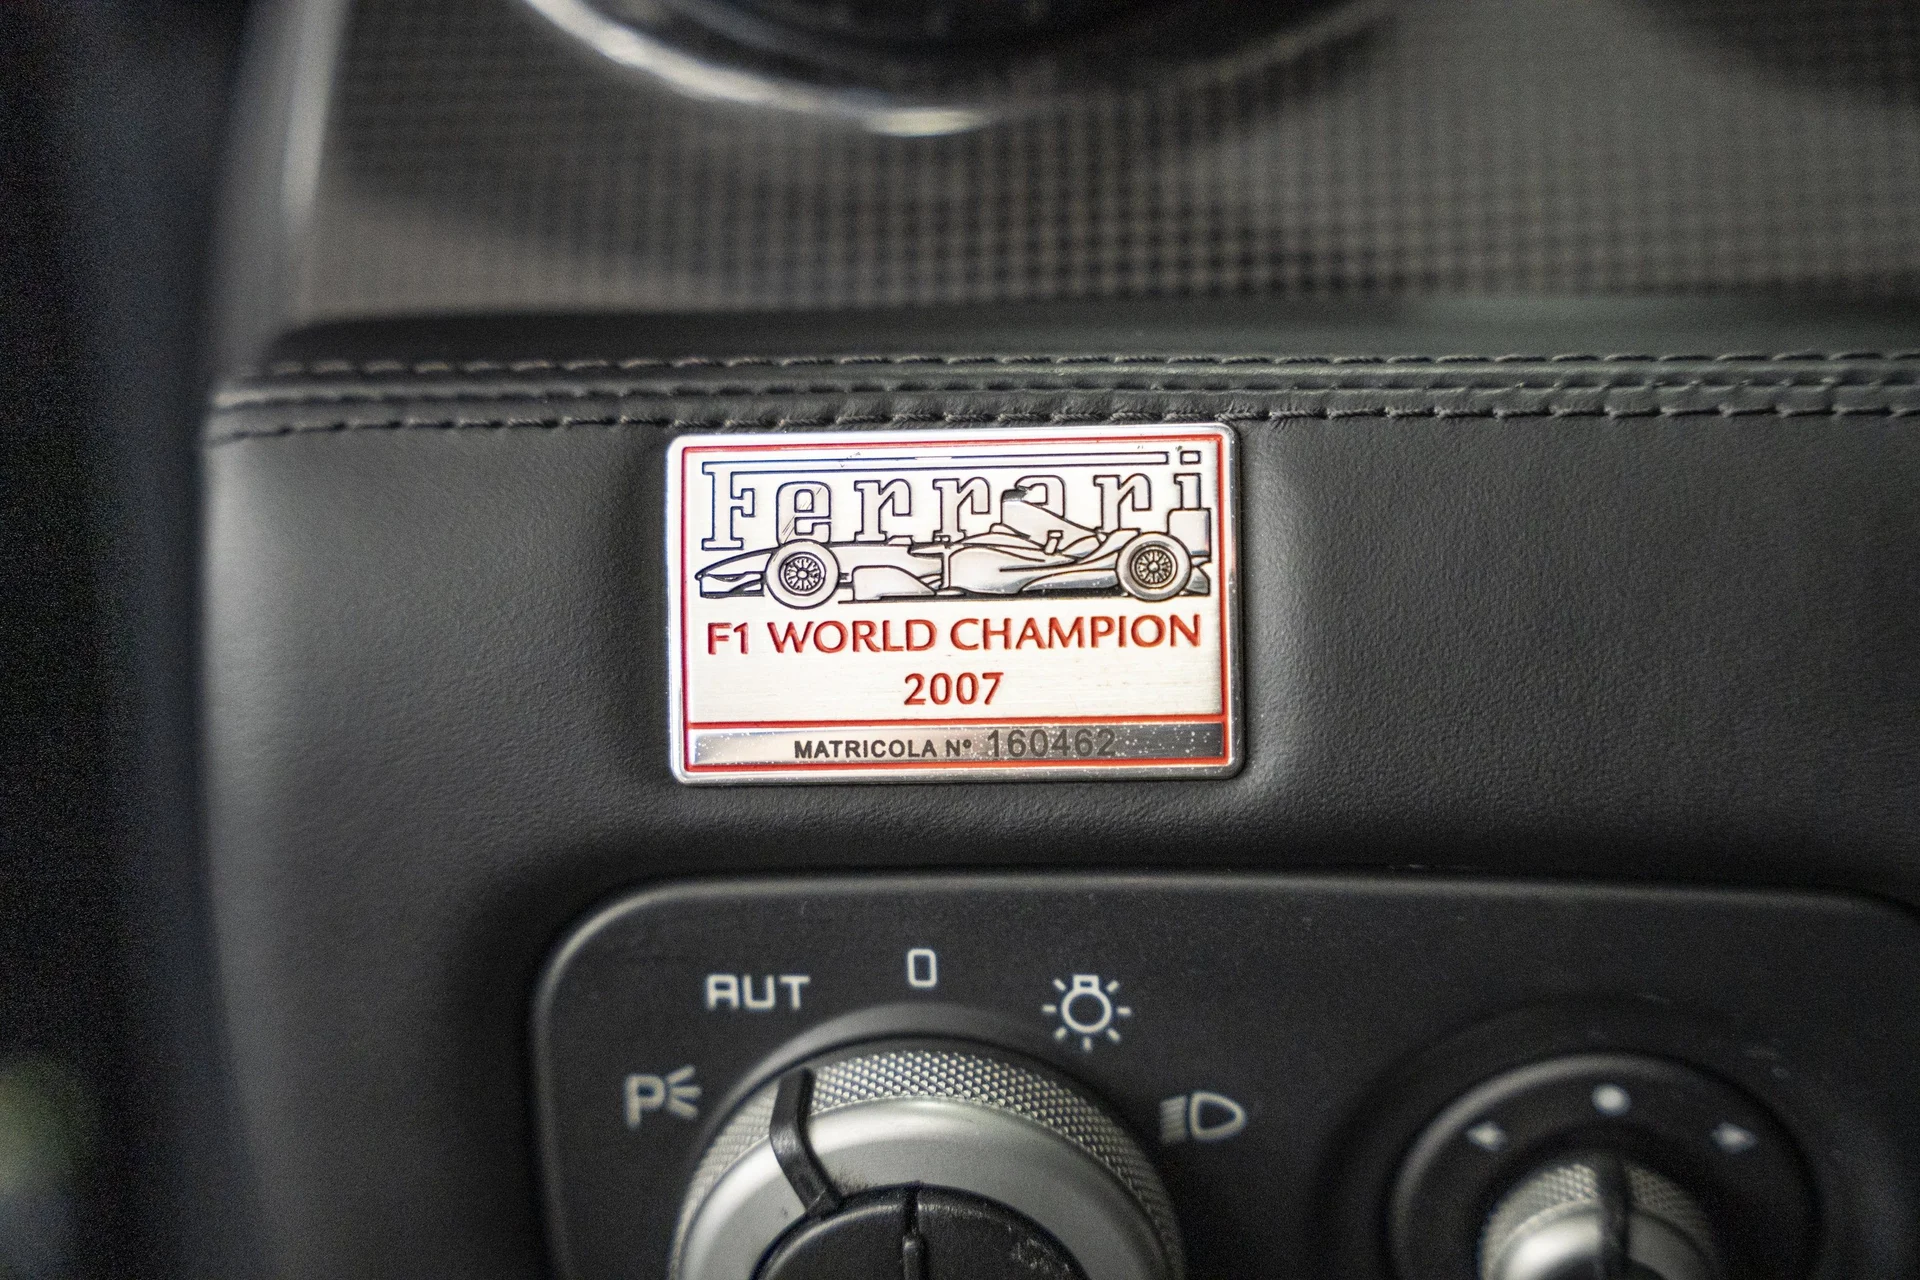 Ferrari
F1 WORLD CHAMPION
2007
MATRICOLA Nº 160462
AUT
0
P